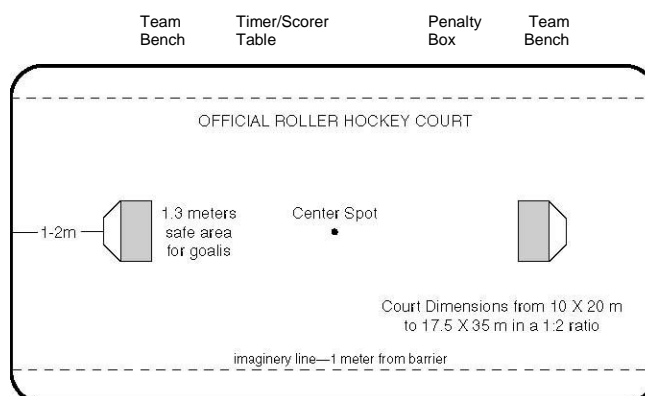 Team Bench
Timer/Scorer Table
Penalty Box
Team Bench
OFFICIAL ROLLER HOCKEY COURT
1.3 meters
safe area
for goalis
Center Spot
1-2m
Court Dimensions from 10 X 20 m
to 17.5 X 35 m in a 1:2 ratio
imaginery line—1 meter from barrier